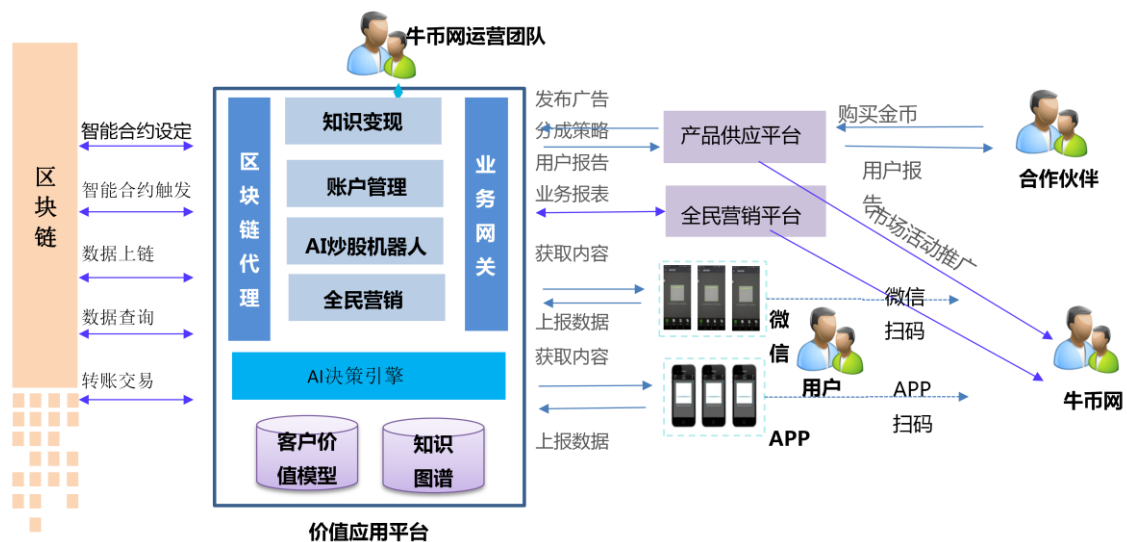 牛币网运营团队
区块链
智能合约设定
智能合约触发
数据上链
数据查询
转账交易
区块链代理
知识变现
账户管理
AI炒股机器人
全民营销
业务网关
AI决策引擎
客户价
值模型
知识
图谱
价值应用平台
发布广告
分成策略
用户报告
业务报表
获取内容
上报数据
获取内容
上报数据
产品供应平台
全民营销平台
购买金币
用户报
告
合作伙伴
市场活动推广
微
信
用户
APP
微信
扫码
APP
扫码
牛币网